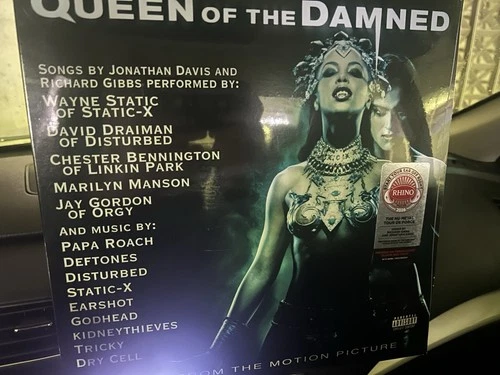 QUEEN OF THE DAMNED
SONGS BY JONATHAN DAVIS AND
RICHARD GIBBS PERFORMED BY:
WAYNE STATIC
OF STATIC-X
DAVID DRAIMAN
OF DISTURBED
CHESTER BENNINGTON
OF LINKIN PARK
MARILYN MANSON
JAY GORDON
OF ORGY
AND MUSIC BY:
PAPA ROACH
DEFTONES
DISTURBED
STATIC-X
EARSHOT
GODHEAD
KIDNEYTHIEVES
TRICKY
DRY CELL
FROM THE MOTION PICTURE
RHINO
PARENTAL
ADVISORY